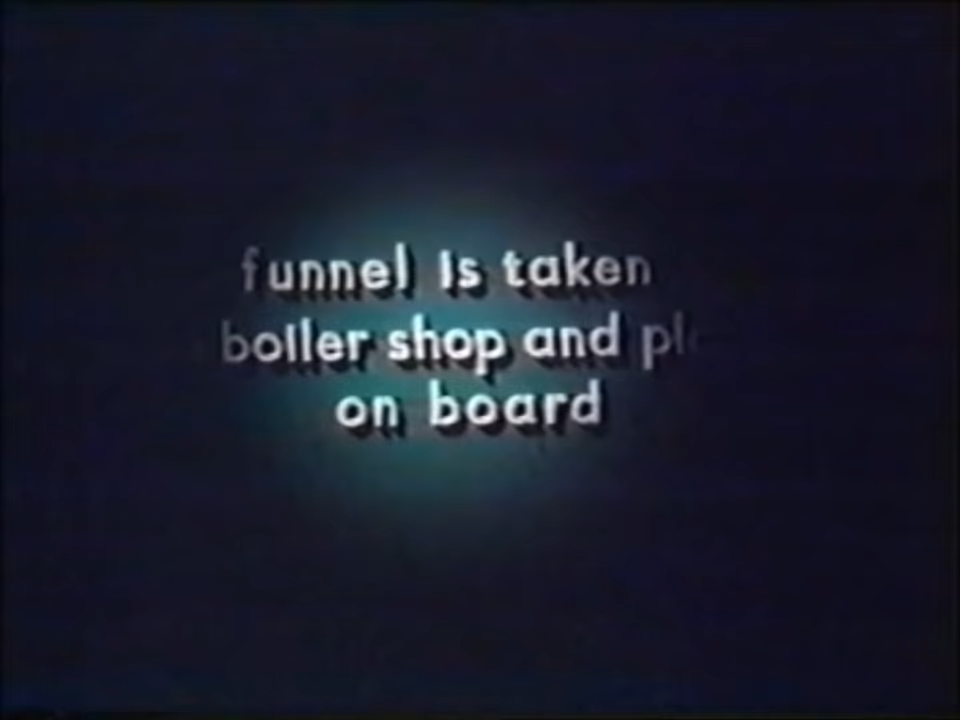 funnel is taken
boiler shop and
on board